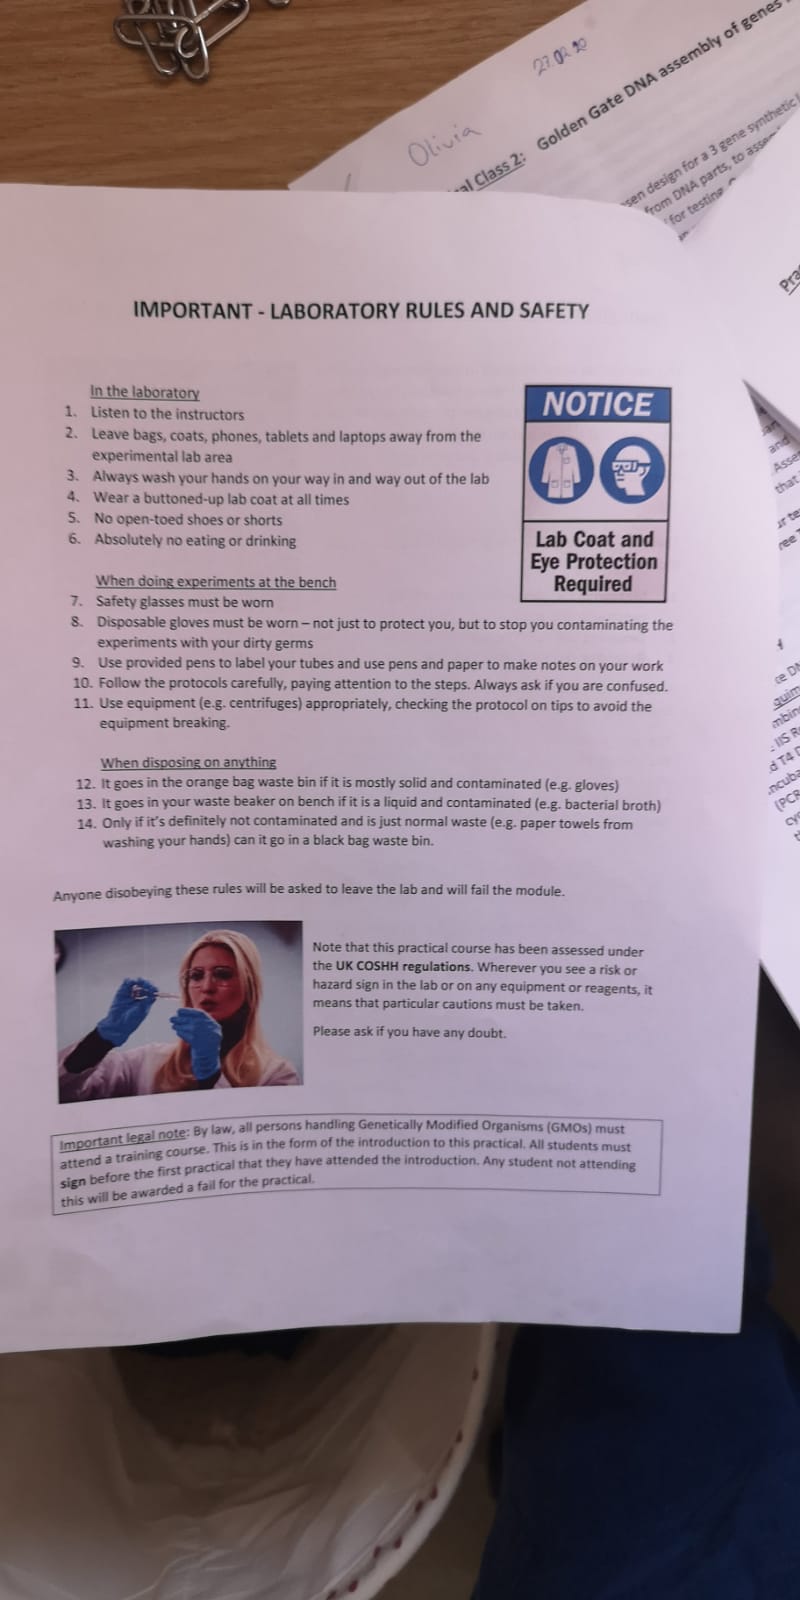 27.02.20
Olivia
al Class 2: Golden Gate DNA assembly of genes
design for a 3 gene synthetic
from DNA parts, to
for testing
IMPORTANT - LABORATORY RULES AND SAFETY
In the laboratory
1. Listen to the instructors
2. Leave bags, coats, phones, tablets and laptops away from the
experimental lab area
3. Always wash your hands on your way in and way out of the lab
4. Wear a buttoned-up lab coat at all times
5. No open-toed shoes or shorts
6. Absolutely no eating or drinking
NOTICE
Lab Coat and
Eye Protection
Required
When doing experiments at the bench
7. Safety glasses must be worn
8. Disposable gloves must be worn – not just to protect you, but to stop you contaminating the
experiments with your dirty germs
9. Use provided pens to label your tubes and use pens and paper to make notes on your work
10. Follow the protocols carefully, paying attention to the steps. Always ask if you are confused.
11. Use equipment (e.g. centrifuges) appropriately, checking the protocol on tips to avoid the
equipment breaking.
When disposing on anything
12. It goes in the orange bag waste bin if it is mostly solid and contaminated (e.g. gloves)
13. It goes in your waste beaker on bench if it is a liquid and contaminated (e.g. bacterial broth)
14. Only if it's definitely not contaminated and is just normal waste (e.g. paper towels from
washing your hands) can it go in a black bag waste bin.
Anyone disobeying these rules will be asked to leave the lab and will fail the module.
Note that this practical course has been assessed under
the UK COSHH regulations. Wherever you see a risk or
hazard sign in the lab or on any equipment or reagents, it
means that particular cautions must be taken.
Please ask if you have any doubt.
Important legal note: By law, all persons handling Genetically Modified Organisms (GMOs) must
attend a training course. This is in the form of the introduction to this practical. All students must
sign before the first practical that they have attended the introduction. Any student not attending
this will be awarded a fail for the practical.
Pra
and
that